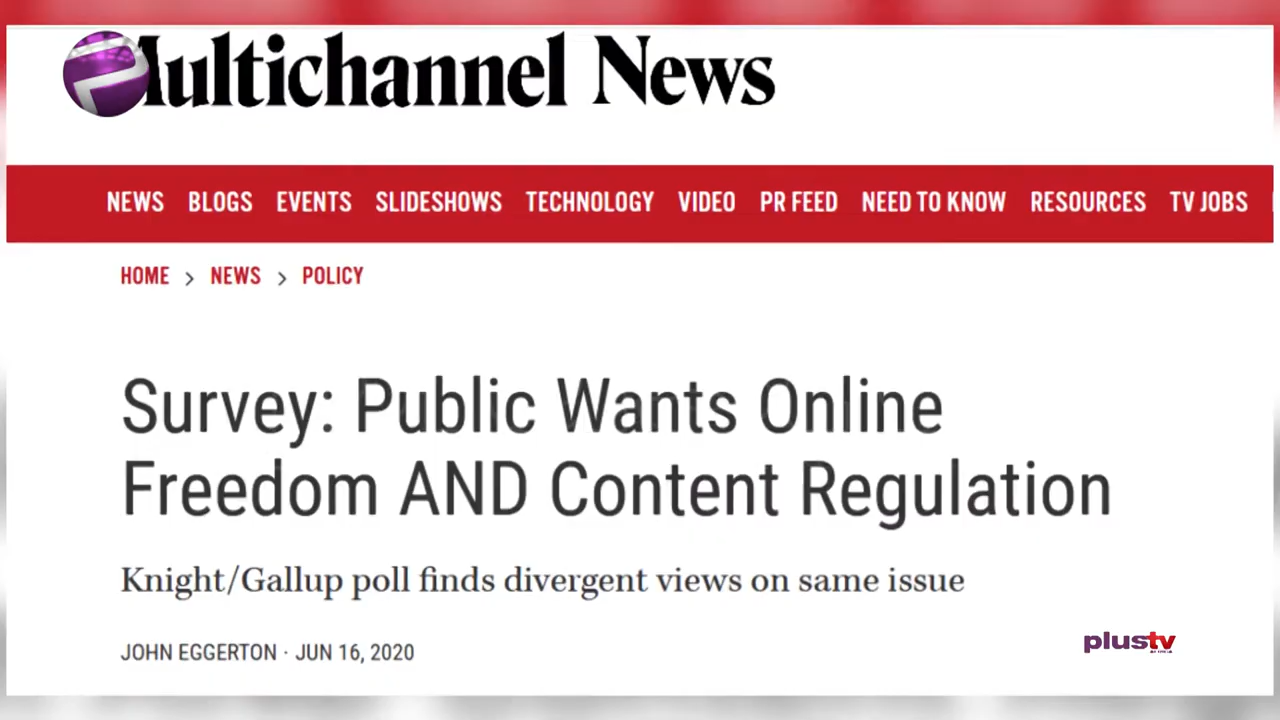 Multichannel News
NEWS BLOGS EVENTS SLIDESHOWS TECHNOLOGY VIDEO PR FEED NEED TO KNOW RESOURCES TV JOBS
HOME > NEWS > POLICY
Survey: Public Wants Online
Freedom AND Content Regulation
Knight/Gallup poll finds divergent views on same issue
JOHN EGGERTON · JUN 16, 2020
plustv